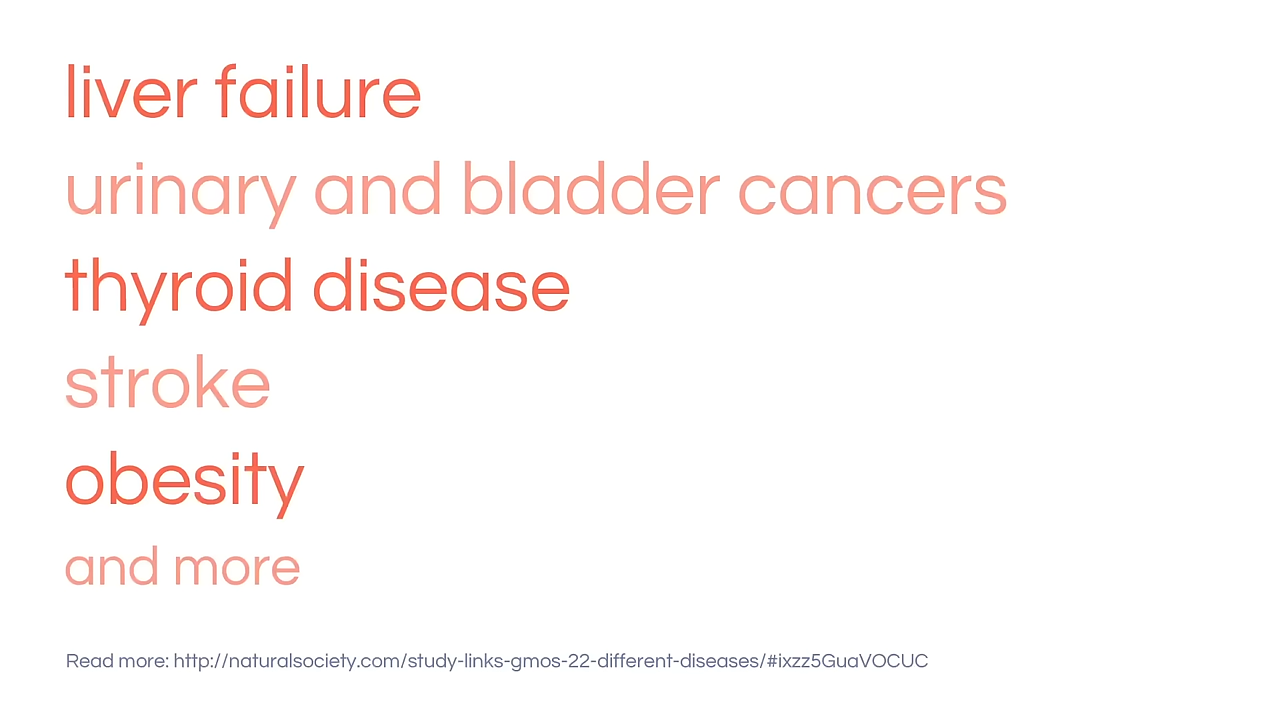 liver failure
urinary and bladder cancers
thyroid disease
stroke
obesity
and more
Read more: http://naturalsociety.com/study-links-gmos-22-different-diseases/#ixzz5GuaVOCUC